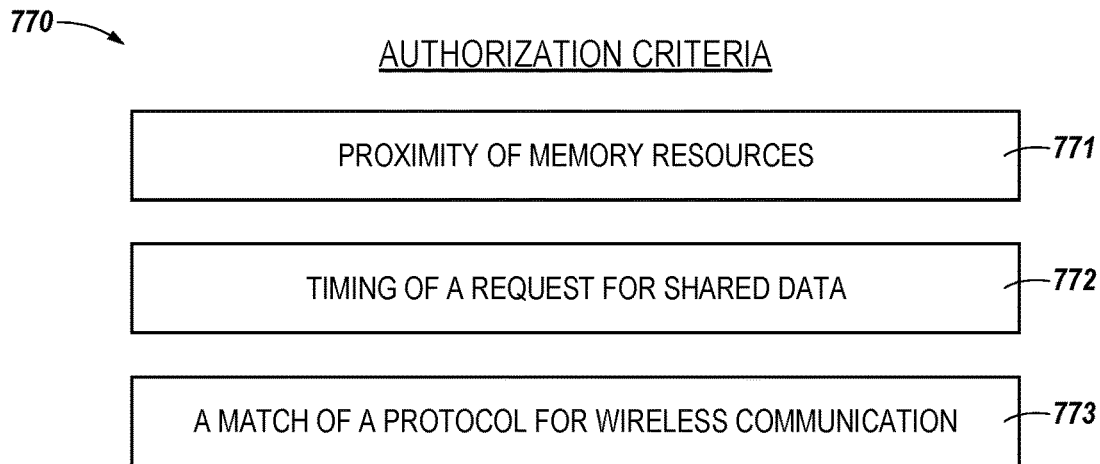 770
AUTHORIZATION CRITERIA
PROXIMITY OF MEMORY RESOURCES
771
TIMING OF A REQUEST FOR SHARED DATA
772
A MATCH OF A PROTOCOL FOR WIRELESS COMMUNICATION
773